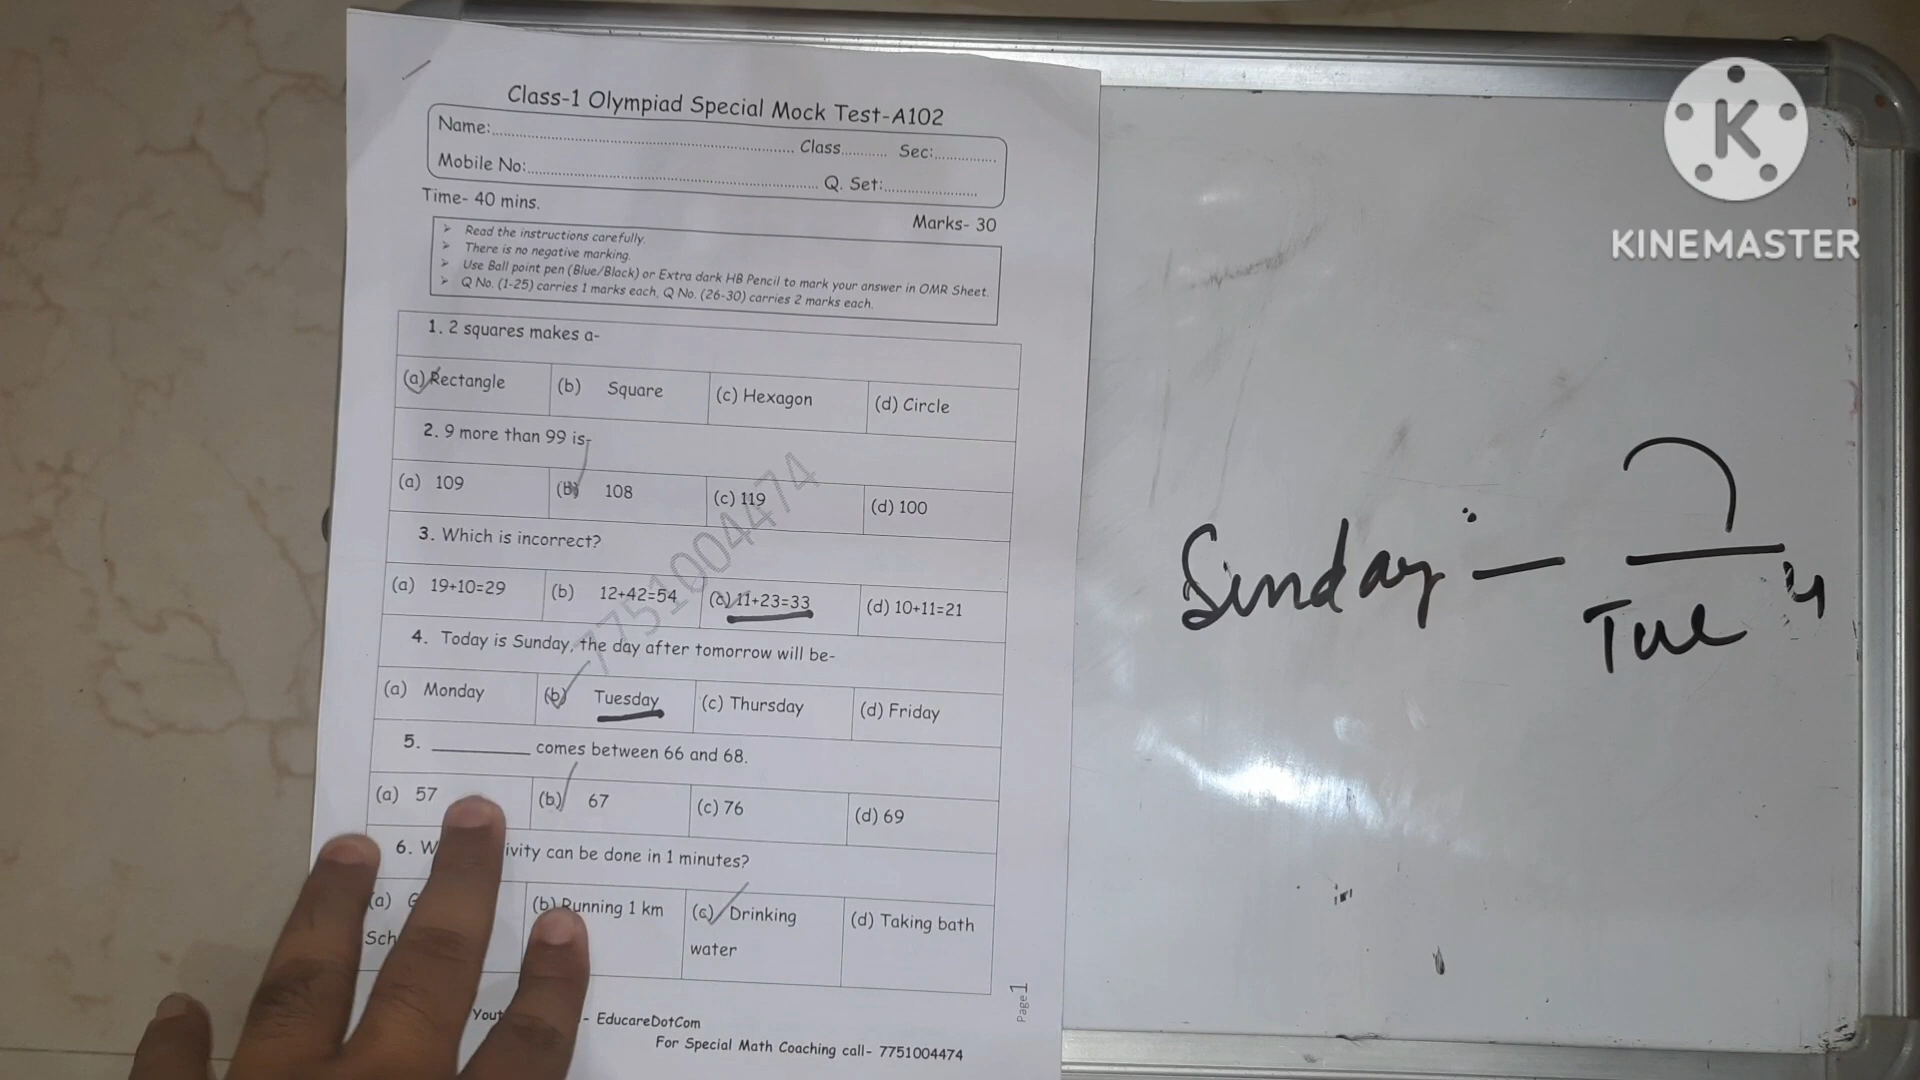 Class-1 Olympiad Special Mock Test-A102
Name:.......... Class.......... Sec:..........
Mobile No:.......... Q. Set:..........
Time- 40 mins.
Marks- 30
➢ Read the instructions carefully.
➢ There is no negative marking.
➢ Use Ball point pen (Blue/Black) or Extra dark HB Pencil to mark your answer in OMR Sheet.
➢ Q No. (1-25) carries 1 marks each, Q No. (26-30) carries 2 marks each.
1. 2 squares makes a-
(a) Rectangle (b) Square (c) Hexagon (d) Circle
2. 9 more than 99 is-
(a) 109 (b) 108 (c) 119 (d) 100
3. Which is incorrect?
(a) 19+10=29 (b) 12+42=54 (c) 11+23=33 (d) 10+11=21
4. Today is Sunday, the day after tomorrow will be-
(a) Monday (b) Tuesday (c) Thursday (d) Friday
5. __________ comes between 66 and 68.
(a) 57 (b) 67 (c) 76 (d) 69
6. can be done in 1 minutes?
(a) (b) Running 1 km (c) Drinking (d) Taking bath
water
Page1
- EducareDotCom
For Special Math Coaching call- 7751004474
7751004474
Sunday —
Tue
KINEMASTER